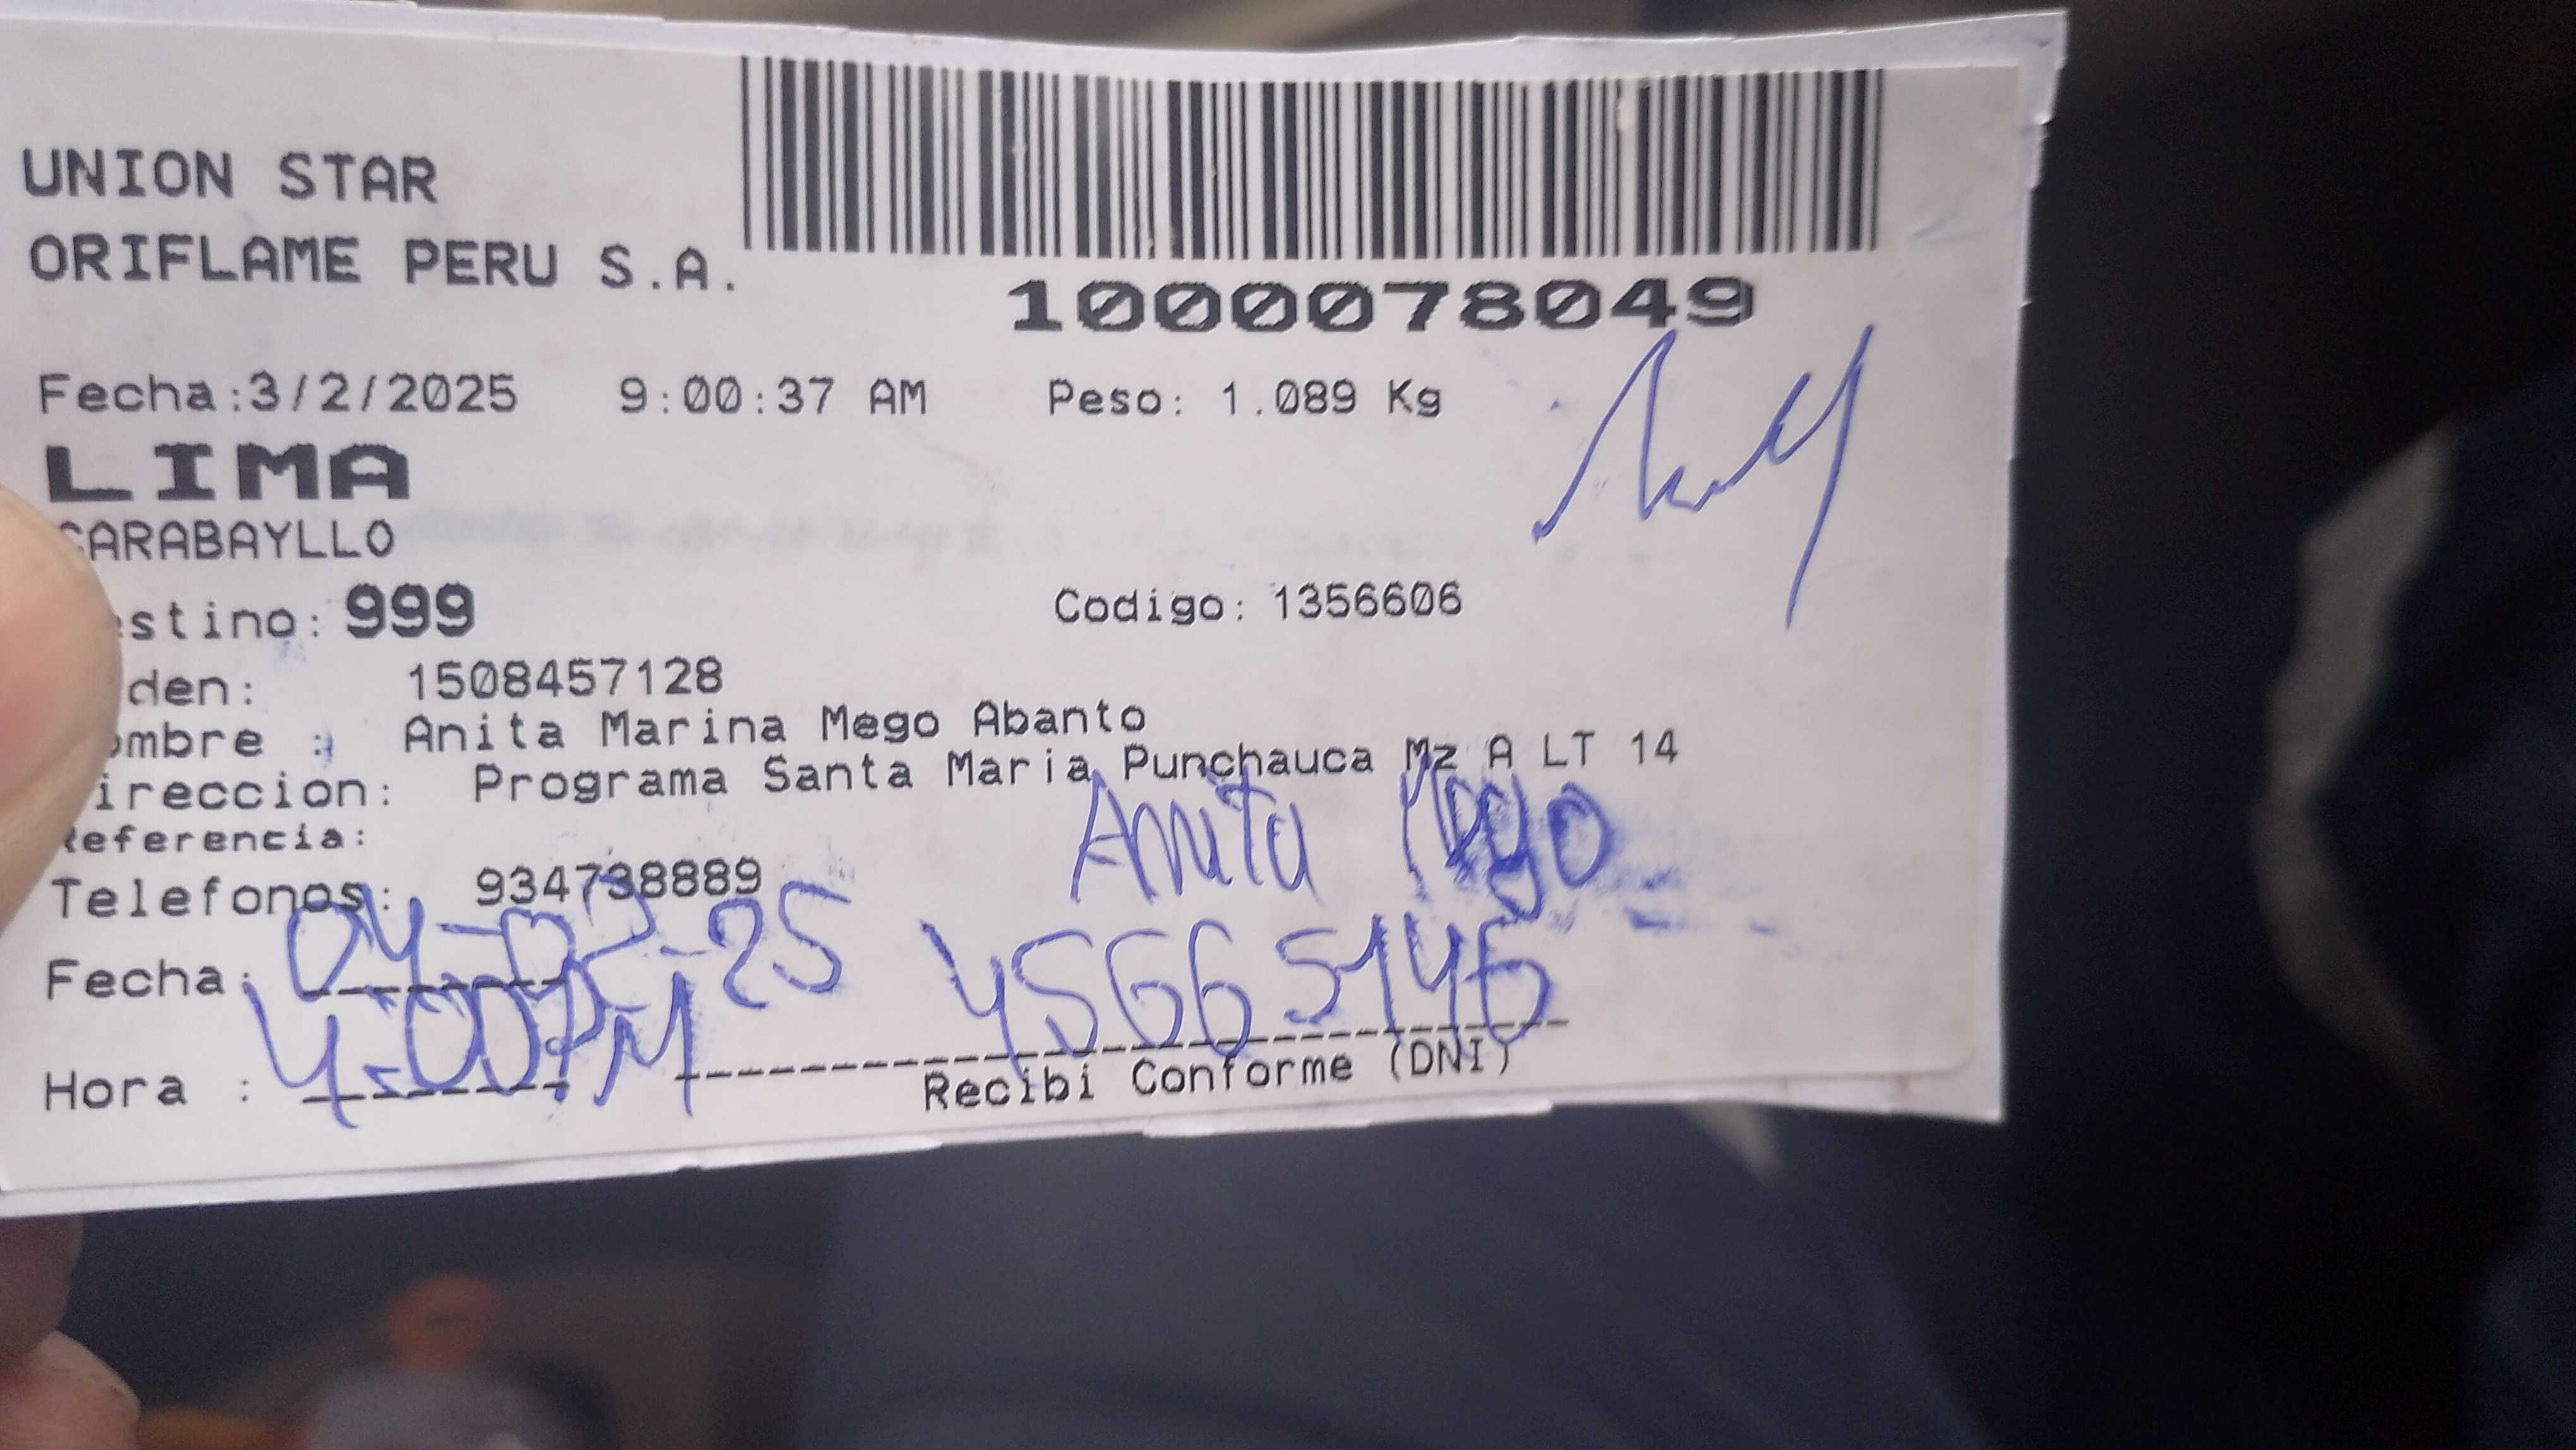 UNION STAR
ORIFLAME PERU S.A.
1000078049
Fecha:3/2/2025 9:00:37 AM Peso: 1.089 Kg
LIMA
CARABAYLLO
estino: 999 Codigo: 1356606
den: 1508457128
ombre : Anita Marina Mego Abanto
ireccion: Programa Santa Maria Punchauca Mz A LT 14
Referencia:
Anita Mego
Telefonos: 934738889
Fecha: 04-03-25 45665146
Hora : 4:00PM
Recibi Conforme (DNI)